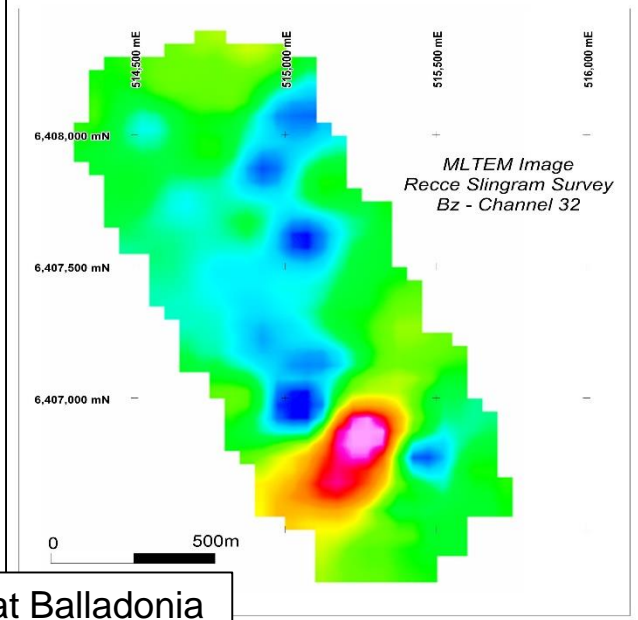 514,500 mE
515,000 mE
515,500 mE
516,000 mE
6,408,000 mN
MLTEM Image
Recce Slingram Survey
Bz - Channel 32
6,407,500 mN
6,407,000 mN
0 500m
at Balladonia